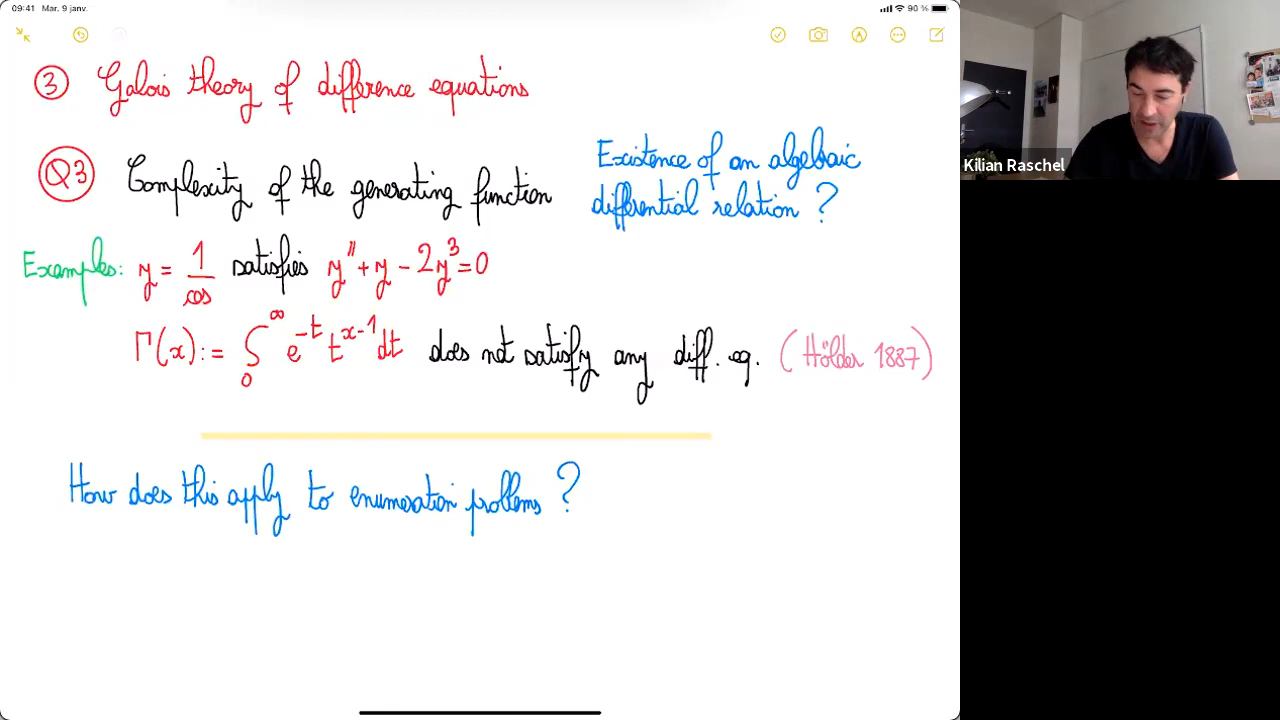 09:41 Mar. 9 janv.
90 %
③ Galois theory of difference equations
Q3 Complexity of the generating function
Existence of an algebraic
differential relation ?
Examples: y = 1/cos satisfies y'' + y - 2y³ = 0
Γ(x) := ∫₀^∞ e^{-t} t^{x-1} dt does not satisfy any diff. eq. (Hölder 1887)
How does this apply to enumeration problems ?
Kilian Raschel